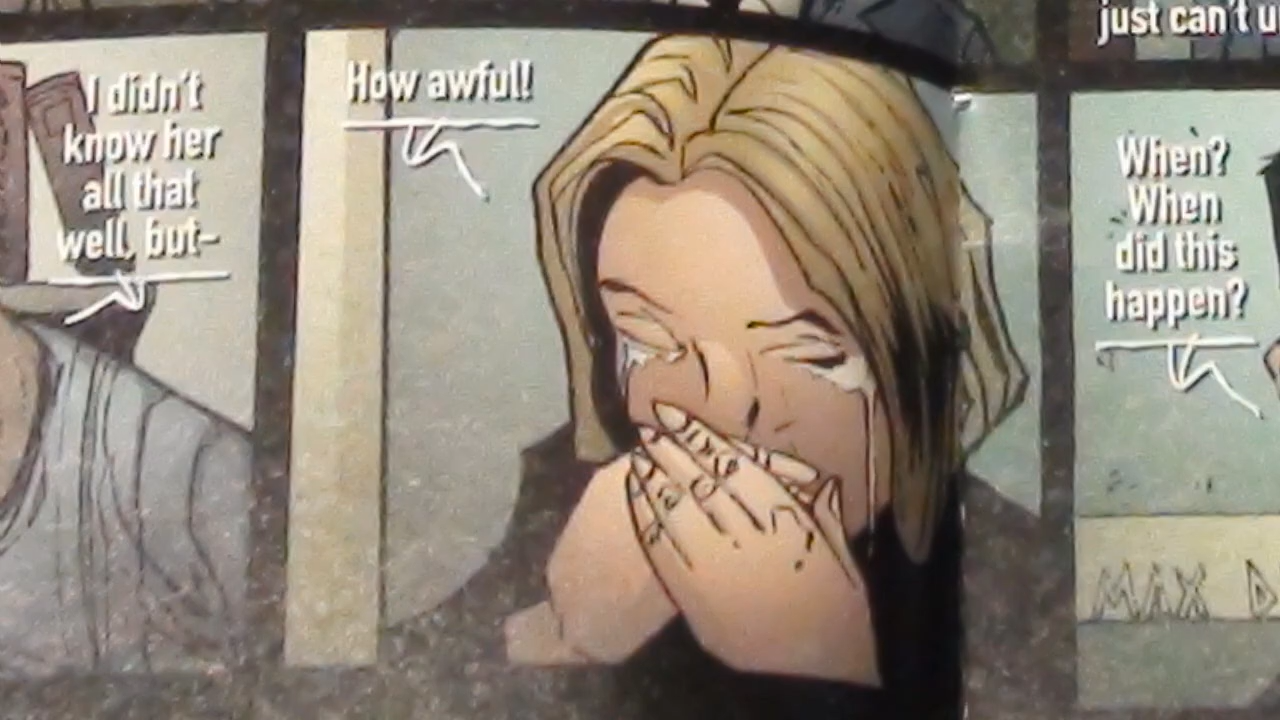 just can't u
I didn't
know her
all that
well, but-
How awful!
When?
When
did this
happen?
MAX D